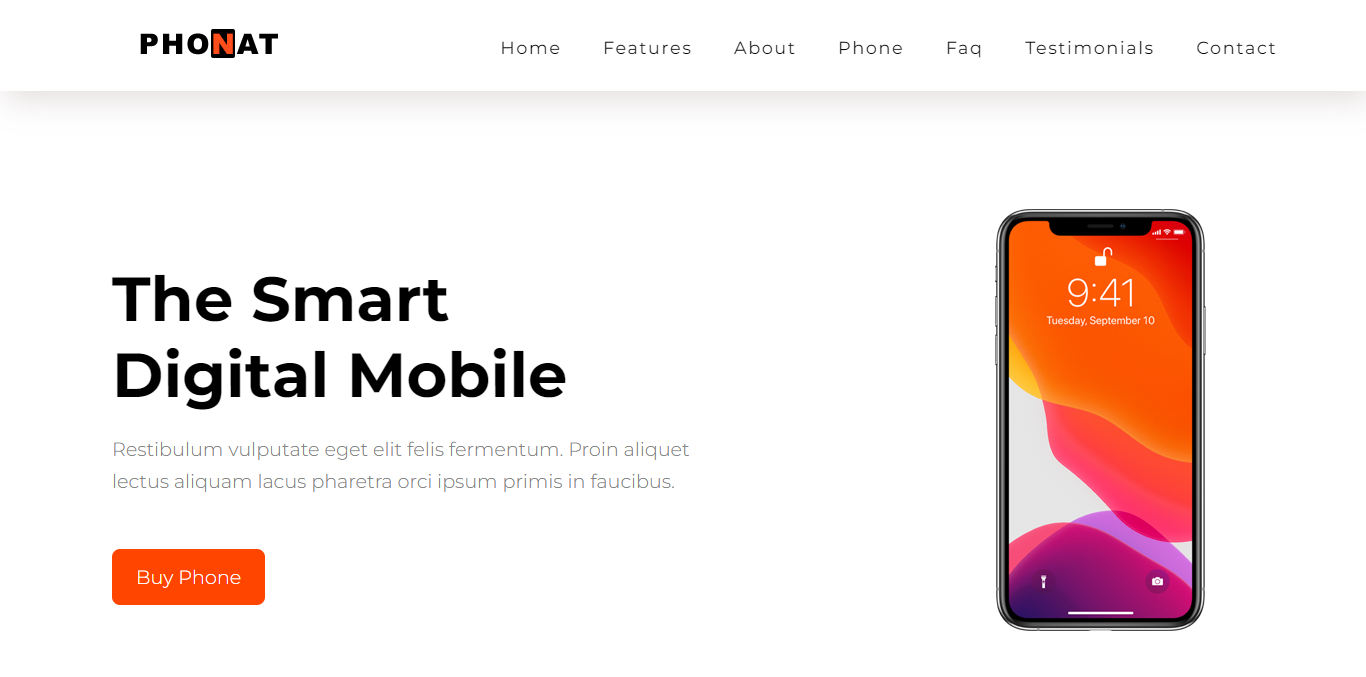 PHONAT
Home Features About Phone Faq Testimonials Contact
The Smart
Digital Mobile
Restibulum vulputate eget elit felis fermentum. Proin aliquet
lectus aliquam lacus pharetra orci ipsum primis in faucibus.
Buy Phone
9:41
Tuesday, September 10